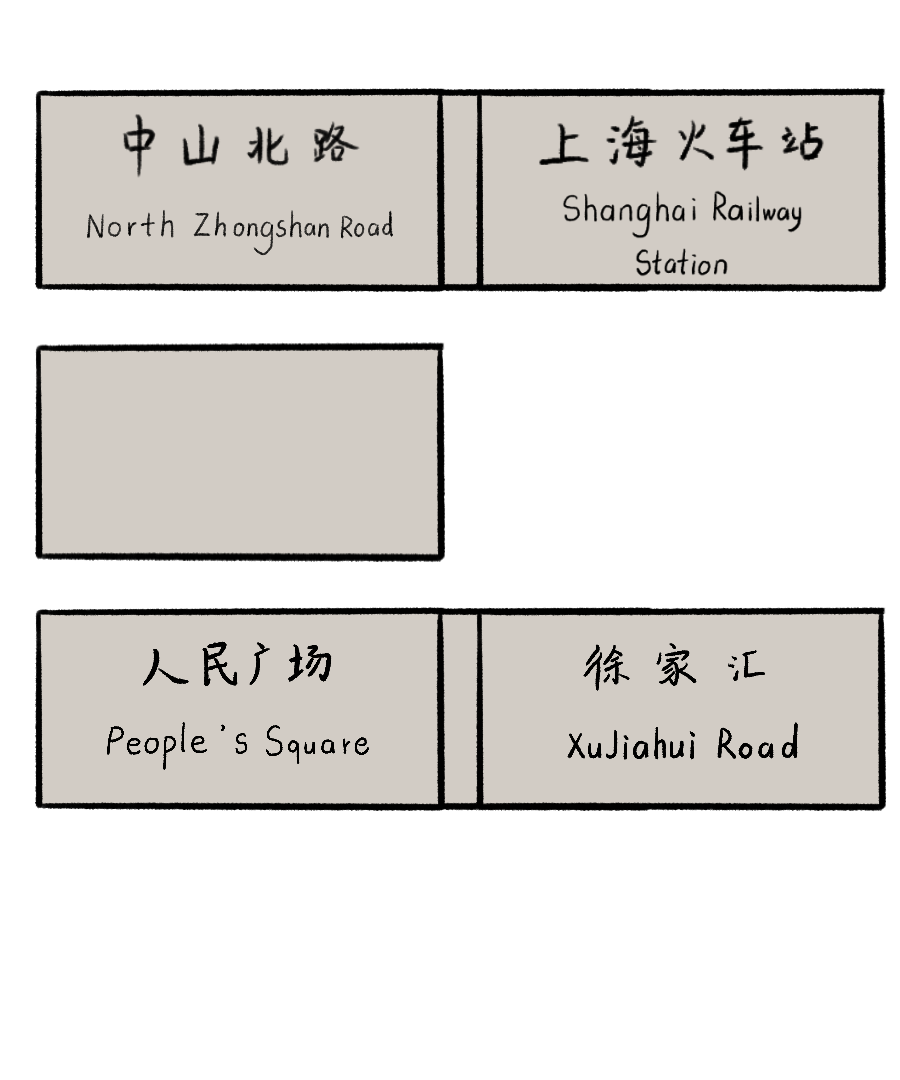 中山北路
North Zhongshan Road
上海火车站
Shanghai Railway
Station
人民广场
People's Square
徐家汇
XuJiahui Road